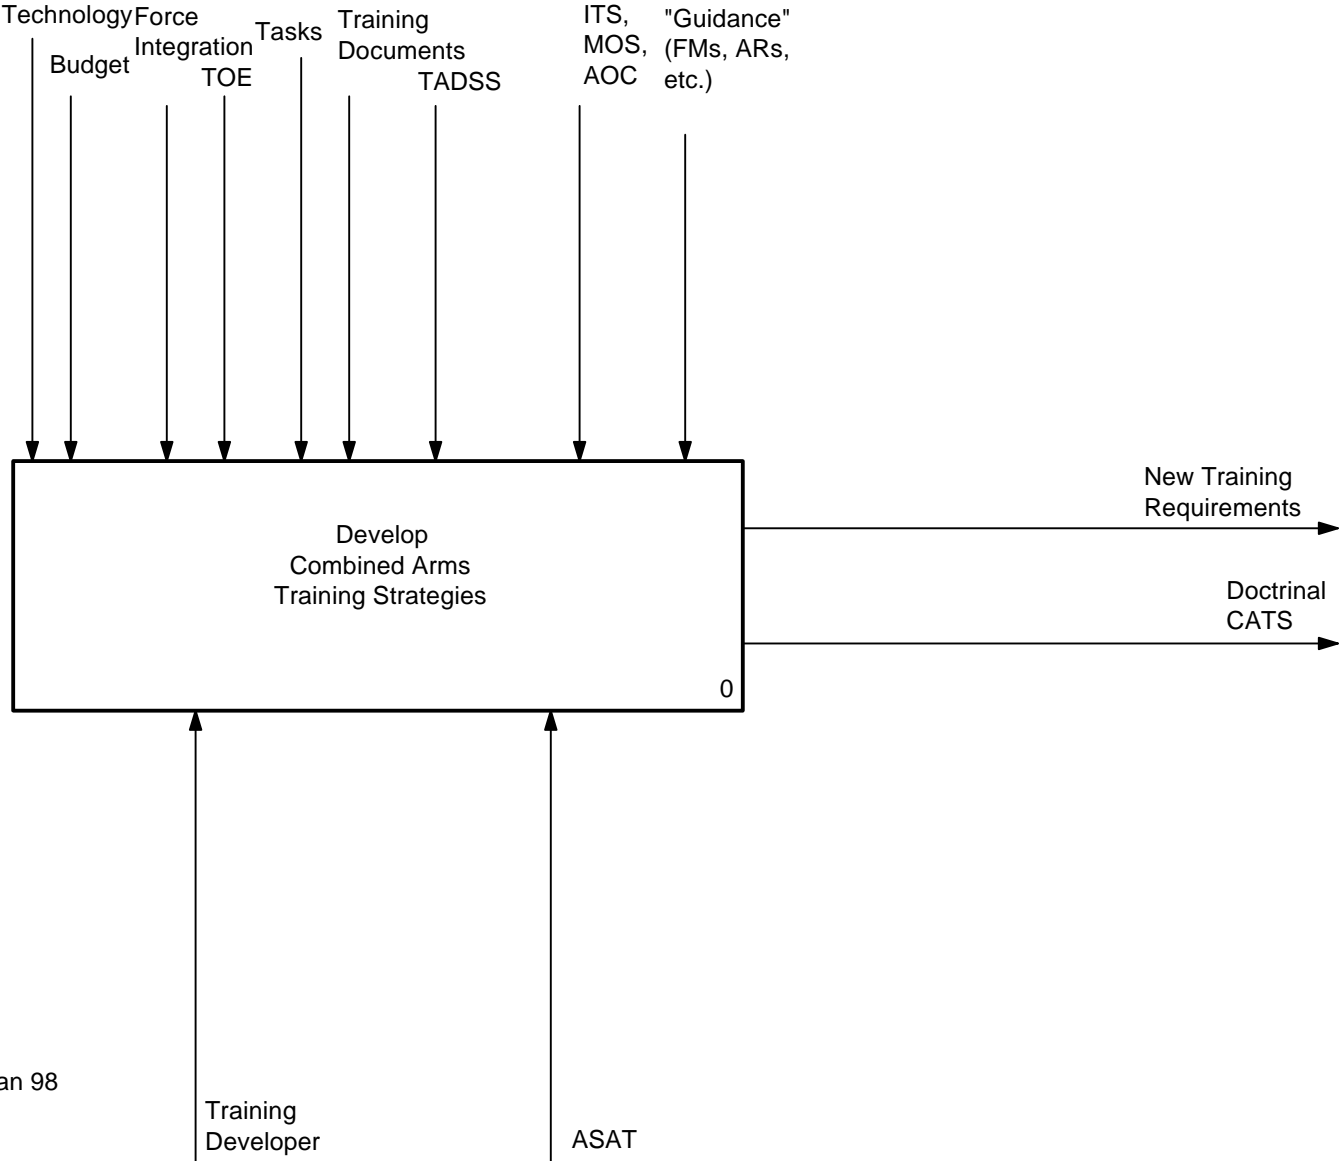 Technology
Budget
Force
Integration
TOE
Tasks
Training
Documents
TADSS
ITS,
MOS,
AOC
"Guidance"
(FMs, ARs,
etc.)
Develop
Combined Arms
Training Strategies
0
New Training
Requirements
Doctrinal
CATS
an 98
Training
Developer
ASAT